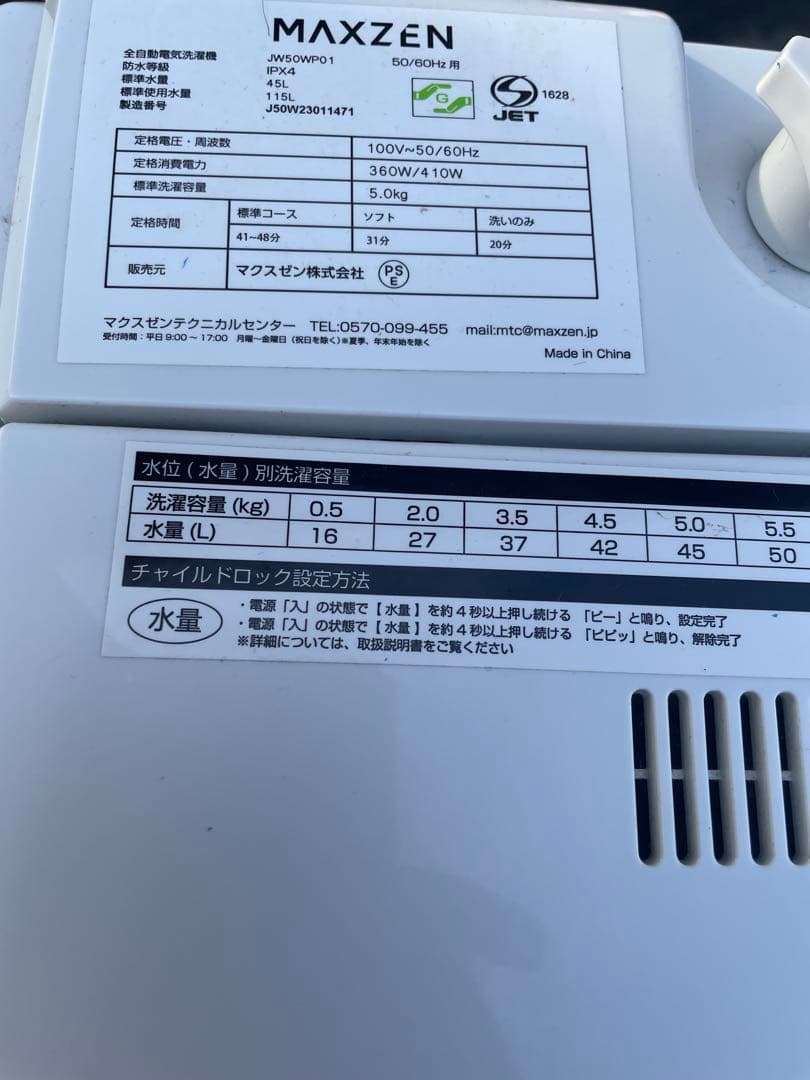 MAXZEN
全自動電気洗濯機 JW50WP01 50/60Hz 用
防水等級 IPX4
標準水量 45L
標準使用水量 115L
製造番号 J50W23011471
G
JET
1628
定格電圧・周波数 100V~50/60Hz
定格消費電力 360W/410W
標準洗濯容量 5.0kg
定格時間 標準コース ソフト 洗いのみ
41~48分 31分 20分
販売元 マクスゼン株式会社 PSE
マクスゼンテクニカルセンター TEL:0570-099-455 mail:mtc@maxzen.jp
受付時間:平日9:00~17:00 月曜~金曜日(祝日を除く)※夏季、年末年始を除く
Made in China
水位(水量)別洗濯容量
洗濯容量(kg) 0.5 2.0 3.5 4.5 5.0 5.5
水量(L) 16 27 37 42 45 50
チャイルドロック設定方法
水量
・電源「入」の状態で【水量】を約4秒以上押し続ける「ピー」と鳴り、設定完了
・電源「入」の状態で【水量】を約4秒以上押し続ける「ピピッ」と鳴り、解除完了
※詳細については、取扱説明書をご覧ください